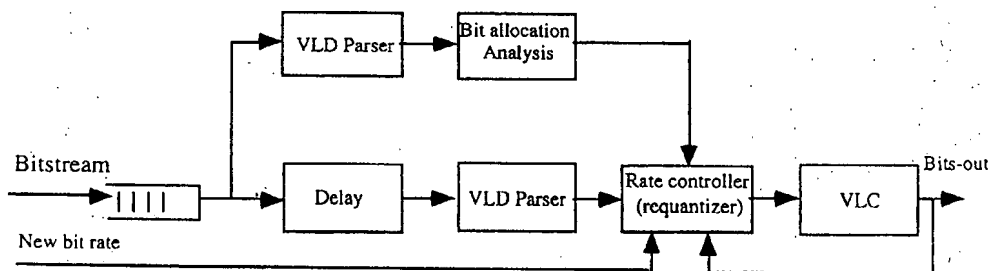 VLD Parser
Bit allocation
Analysis
Bitstream
Delay
VLD Parser
Rate controller
(requantizer)
VLC
Bits-out
New bit rate